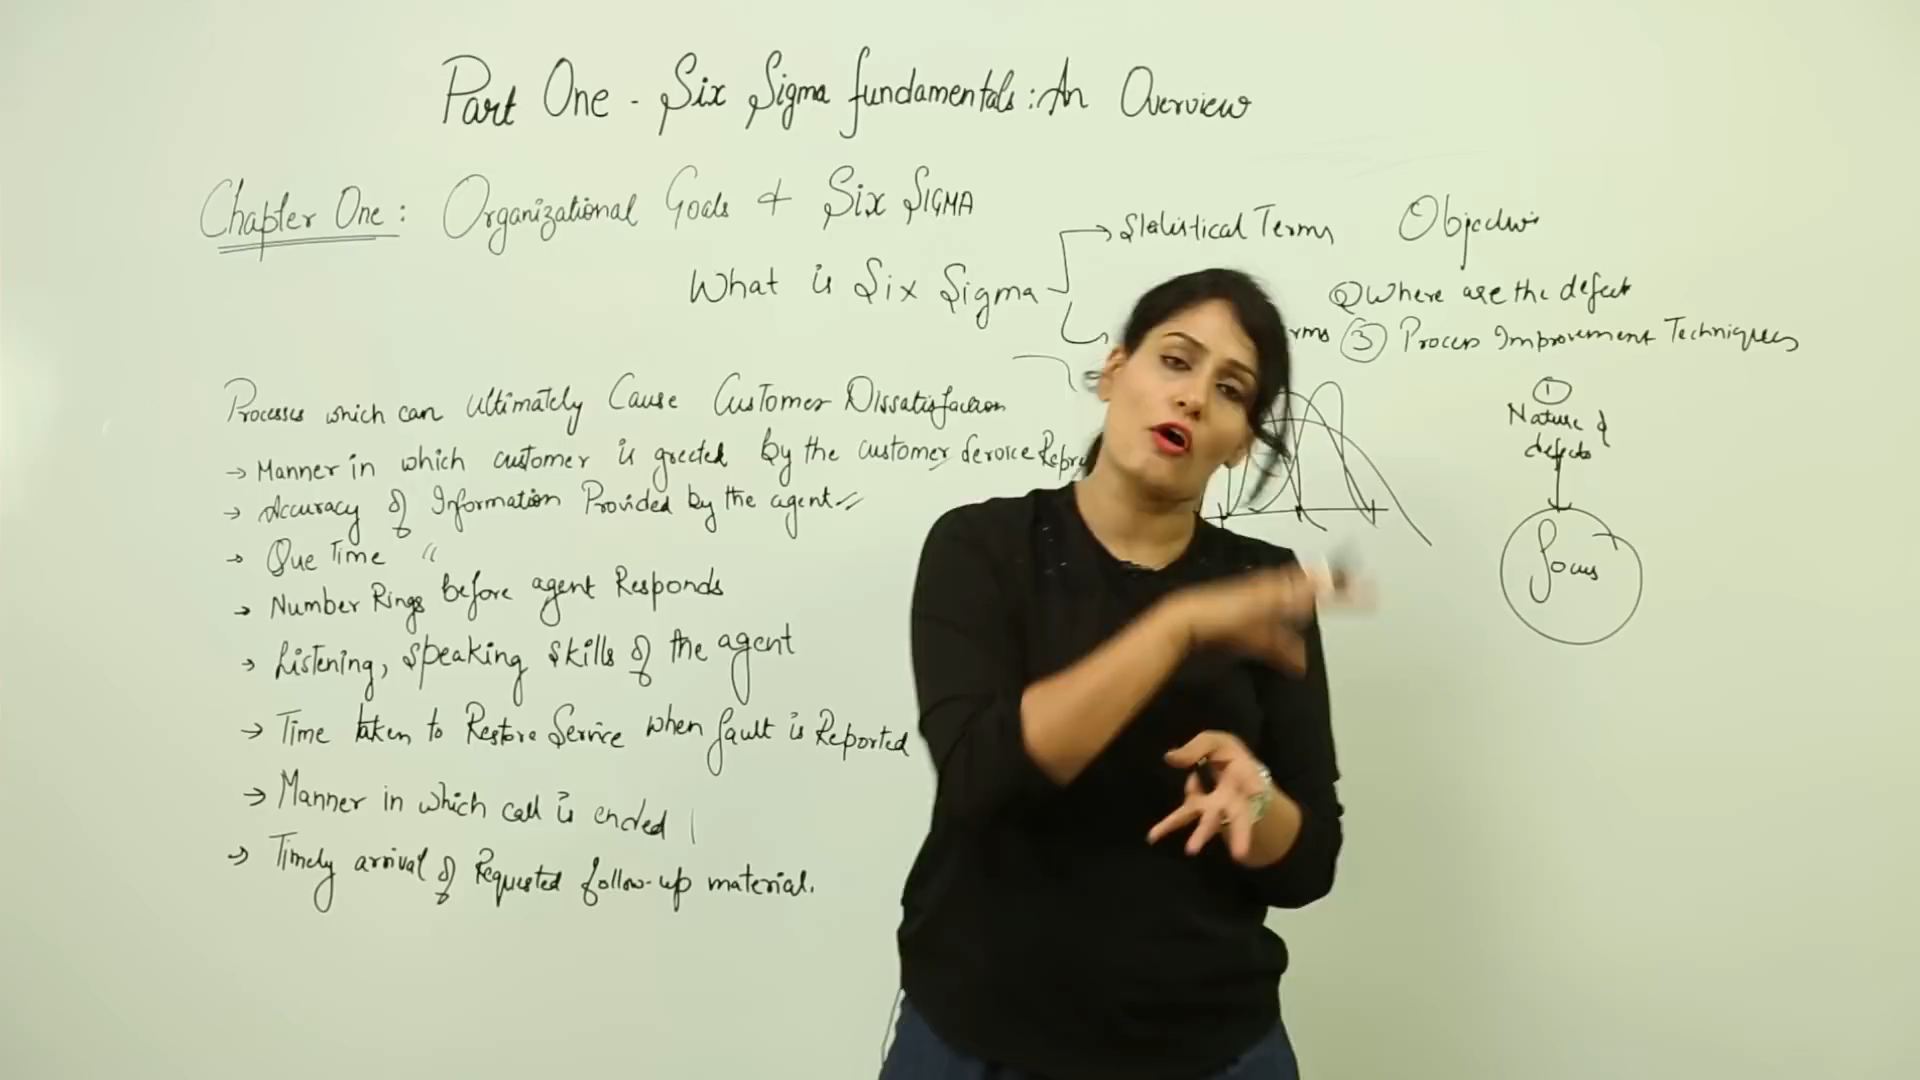 Part One - Six Sigma fundamentals: An Overview
Chapter One: Organizational Goals & Six SIGMA
What is Six Sigma
Statistical Terms
rms
Objective
② Where are the defect
③ Process Improvement Techniques
①
Nature of
defects
focus
Processes which can Ultimately Cause Customer Dissatisfaction
→ Manner in which customer is greeted by the customer Service Repre
→ Accuracy of Information Provided by the agent
→ Que Time "
→ Number Rings before agent Responds
→ Listening, speaking skills of the agent
→ Time taken to Restore Service when fault is Reported
→ Manner in which call is ended
→ Timely arrival of Requested follow-up material.